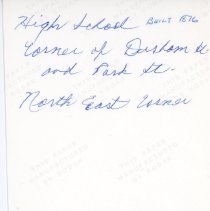 High School BUILT 1876
Corner of Durham St.
and Park St.
North East Corner